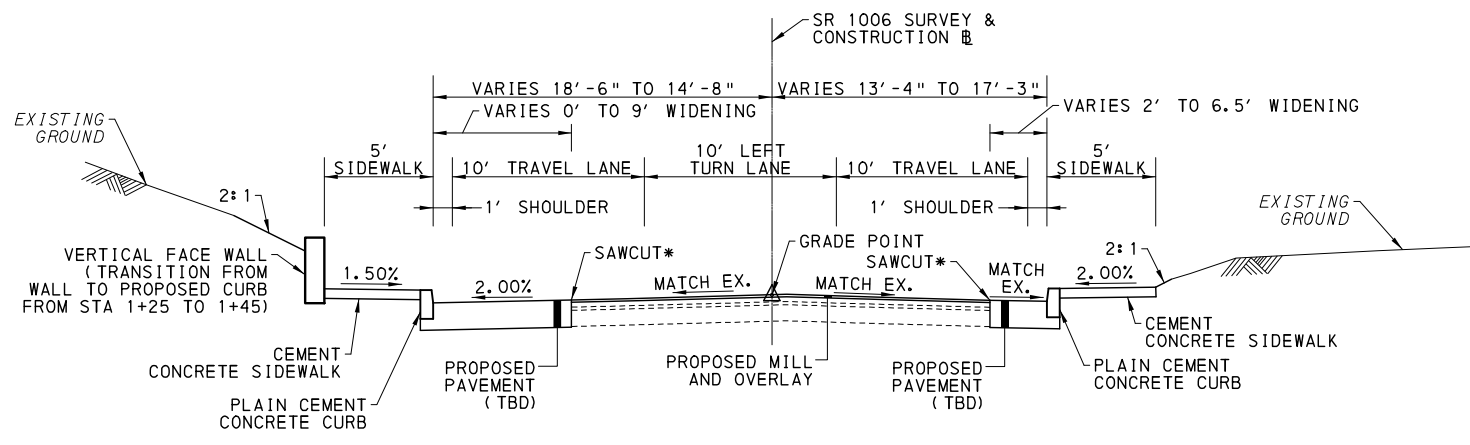 SR 1006 SURVEY &
CONSTRUCTION ℄
VARIES 18'-6" TO 14'-8"
VARIES 13'-4" TO 17'-3"
VARIES 0' TO 9' WIDENING
VARIES 2' TO 6.5' WIDENING
EXISTING
GROUND
5'
SIDEWALK
10' TRAVEL LANE
10' LEFT
TURN LANE
10' TRAVEL LANE
5'
SIDEWALK
2:1
1' SHOULDER
1' SHOULDER
EXISTING
GROUND
VERTICAL FACE WALL
(TRANSITION FROM
WALL TO PROPOSED CURB
FROM STA 1+25 TO 1+45)
1.50%
2.00%
SAWCUT*
MATCH EX.
GRADE POINT
SAWCUT*
MATCH EX.
MATCH
EX.
2.00%
2:1
CEMENT
CONCRETE SIDEWALK
PLAIN CEMENT
CONCRETE CURB
PROPOSED
PAVEMENT
(TBD)
PROPOSED MILL
AND OVERLAY
PROPOSED
PAVEMENT
(TBD)
CEMENT
CONCRETE SIDEWALK
PLAIN CEMENT
CONCRETE CURB